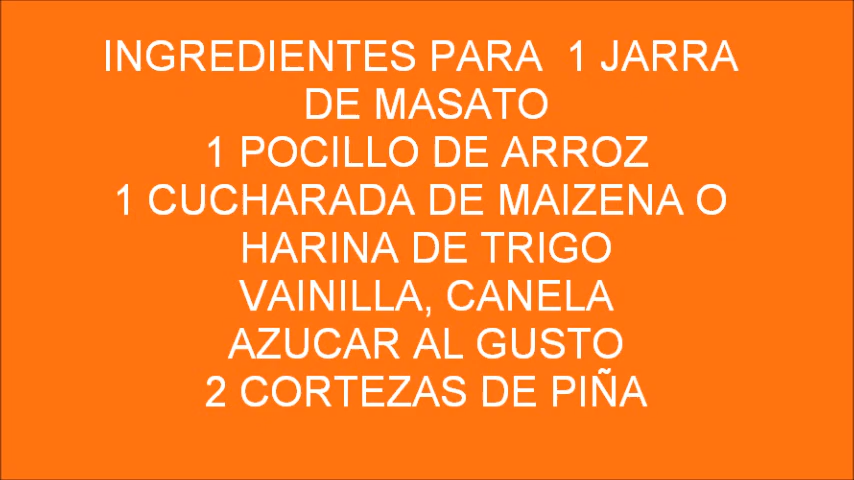 INGREDIENTES PARA  1 JARRA
DE MASATO
1 POCILLO DE ARROZ
1 CUCHARADA DE MAIZENA O
HARINA DE TRIGO
VAINILLA, CANELA
AZUCAR AL GUSTO
2 CORTEZAS DE PIÑA